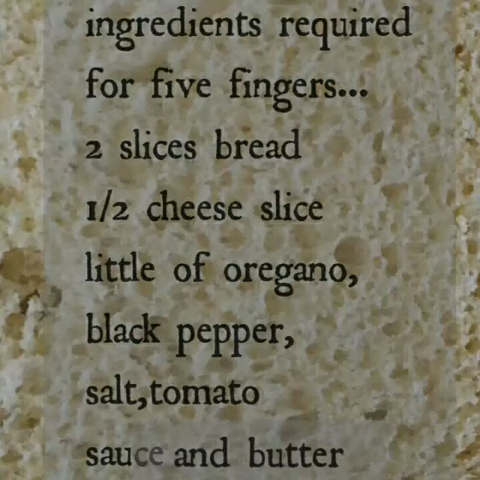 ingredients required
for five fingers...
2 slices bread
1/2 cheese slice
little of oregano,
black pepper,
salt,tomato
sauce and butter